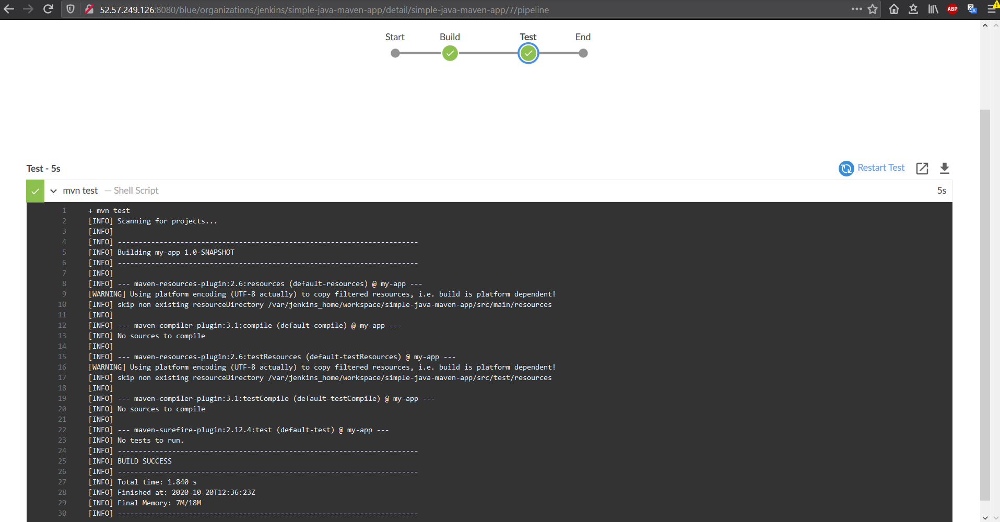 52.57.249.126:8080/blue/organizations/jenkins/simple-java-maven-app/detail/simple-java-maven-app/7/pipeline
ABP
Start Build Test End
Test - 5s
Restart Test
mvn test — Shell Script 5s
1 + mvn test
2 [INFO] Scanning for projects...
3 [INFO]
4 [INFO] ------------------------------------------------------------------------
5 [INFO] Building my-app 1.0-SNAPSHOT
6 [INFO] ------------------------------------------------------------------------
7 [INFO]
8 [INFO] --- maven-resources-plugin:2.6:resources (default-resources) @ my-app ---
9 [WARNING] Using platform encoding (UTF-8 actually) to copy filtered resources, i.e. build is platform dependent!
10 [INFO] skip non existing resourceDirectory /var/jenkins_home/workspace/simple-java-maven-app/src/main/resources
11 [INFO]
12 [INFO] --- maven-compiler-plugin:3.1:compile (default-compile) @ my-app ---
13 [INFO] No sources to compile
14 [INFO]
15 [INFO] --- maven-resources-plugin:2.6:testResources (default-testResources) @ my-app ---
16 [WARNING] Using platform encoding (UTF-8 actually) to copy filtered resources, i.e. build is platform dependent!
17 [INFO] skip non existing resourceDirectory /var/jenkins_home/workspace/simple-java-maven-app/src/test/resources
18 [INFO]
19 [INFO] --- maven-compiler-plugin:3.1:testCompile (default-testCompile) @ my-app ---
20 [INFO] No sources to compile
21 [INFO]
22 [INFO] --- maven-surefire-plugin:2.12.4:test (default-test) @ my-app ---
23 [INFO] No tests to run.
24 [INFO] ------------------------------------------------------------------------
25 [INFO] BUILD SUCCESS
26 [INFO] ------------------------------------------------------------------------
27 [INFO] Total time: 1.840 s
28 [INFO] Finished at: 2020-10-20T12:36:23Z
29 [INFO] Final Memory: 7M/18M
30 [INFO] ------------------------------------------------------------------------